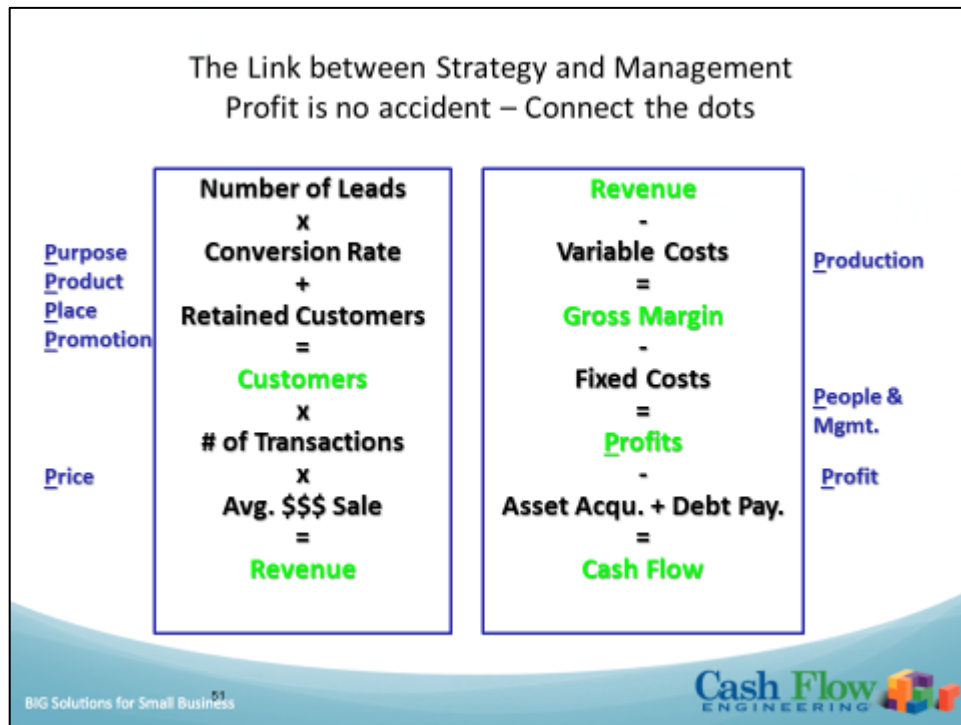 The Link between Strategy and Management
Profit is no accident – Connect the dots
Purpose
Product
Place
Promotion
Price
Number of Leads
x
Conversion Rate
+
Retained Customers
=
Customers
x
# of Transactions
x
Avg. $$$ Sale
=
Revenue
Revenue
-
Variable Costs
=
Gross Margin
-
Fixed Costs
=
Profits
-
Asset Acqu. + Debt Pay.
=
Cash Flow
Production
People &
Mgmt.
Profit
BIG Solutions for Small Business
51
Cash Flow
ENGINEERING